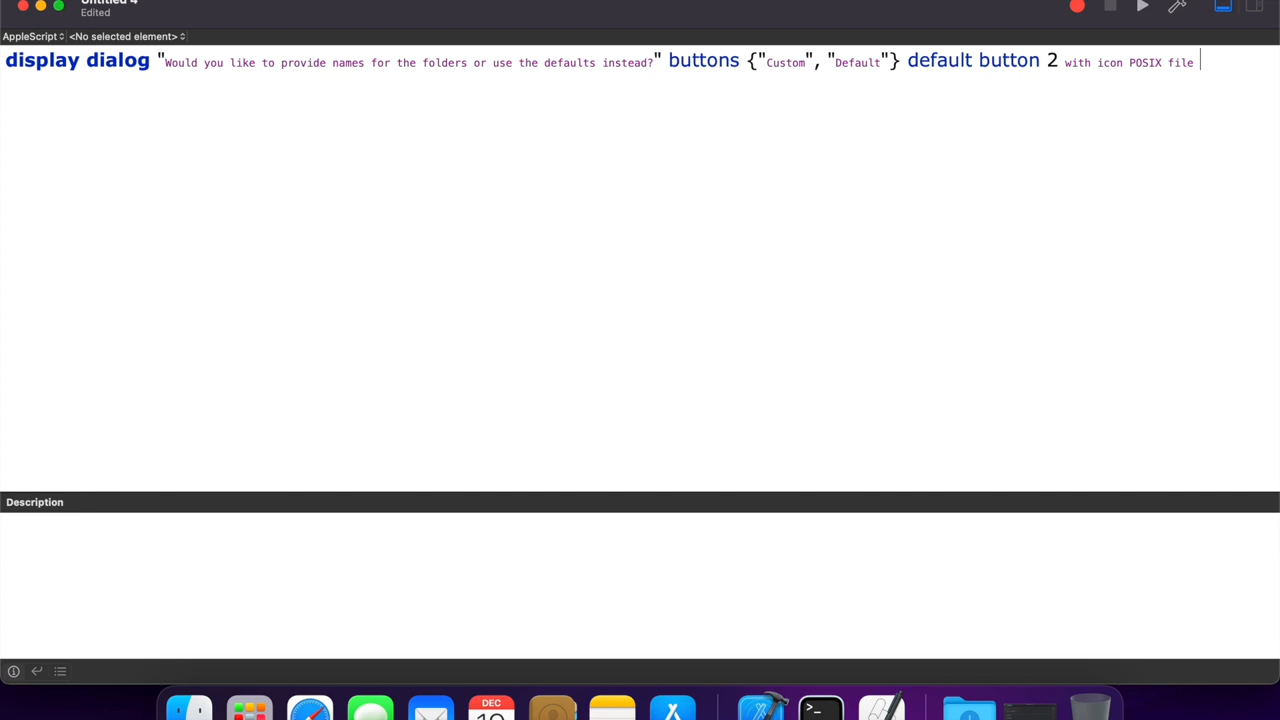 Untitled 4
Edited
AppleScript <No selected element>
display dialog "Would you like to provide names for the folders or use the defaults instead?" buttons {"Custom", "Default"} default button 2 with icon POSIX file
Description
>_
DEC